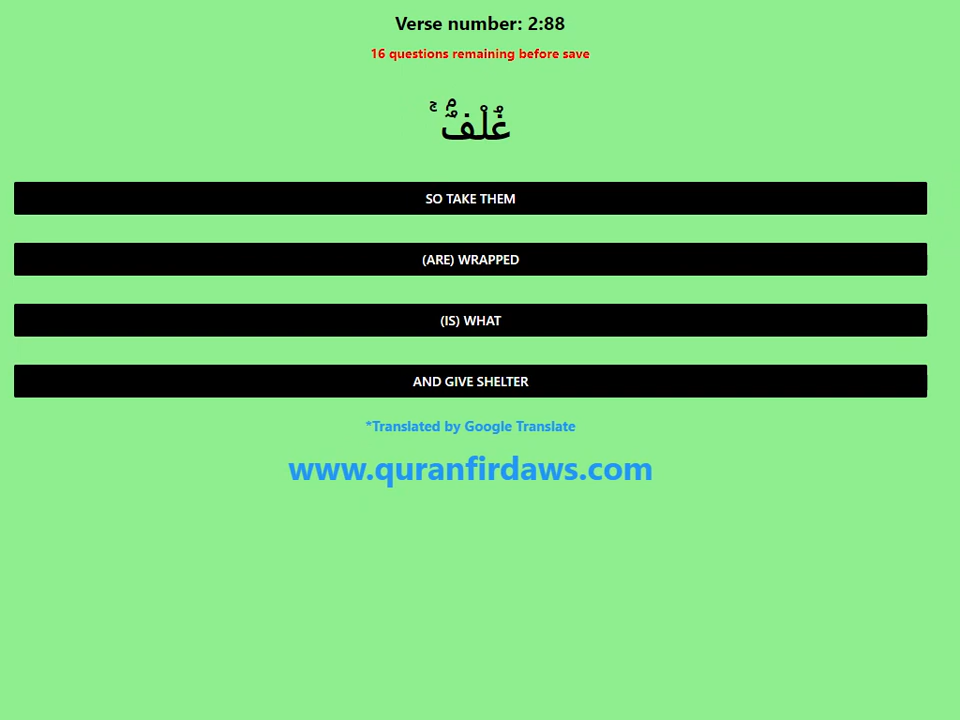 Verse number: 2:88
16 questions remaining before save
غُلْفٌۢ ۚ
SO TAKE THEM
(ARE) WRAPPED
(IS) WHAT
AND GIVE SHELTER
*Translated by Google Translate
www.quranfirdaws.com